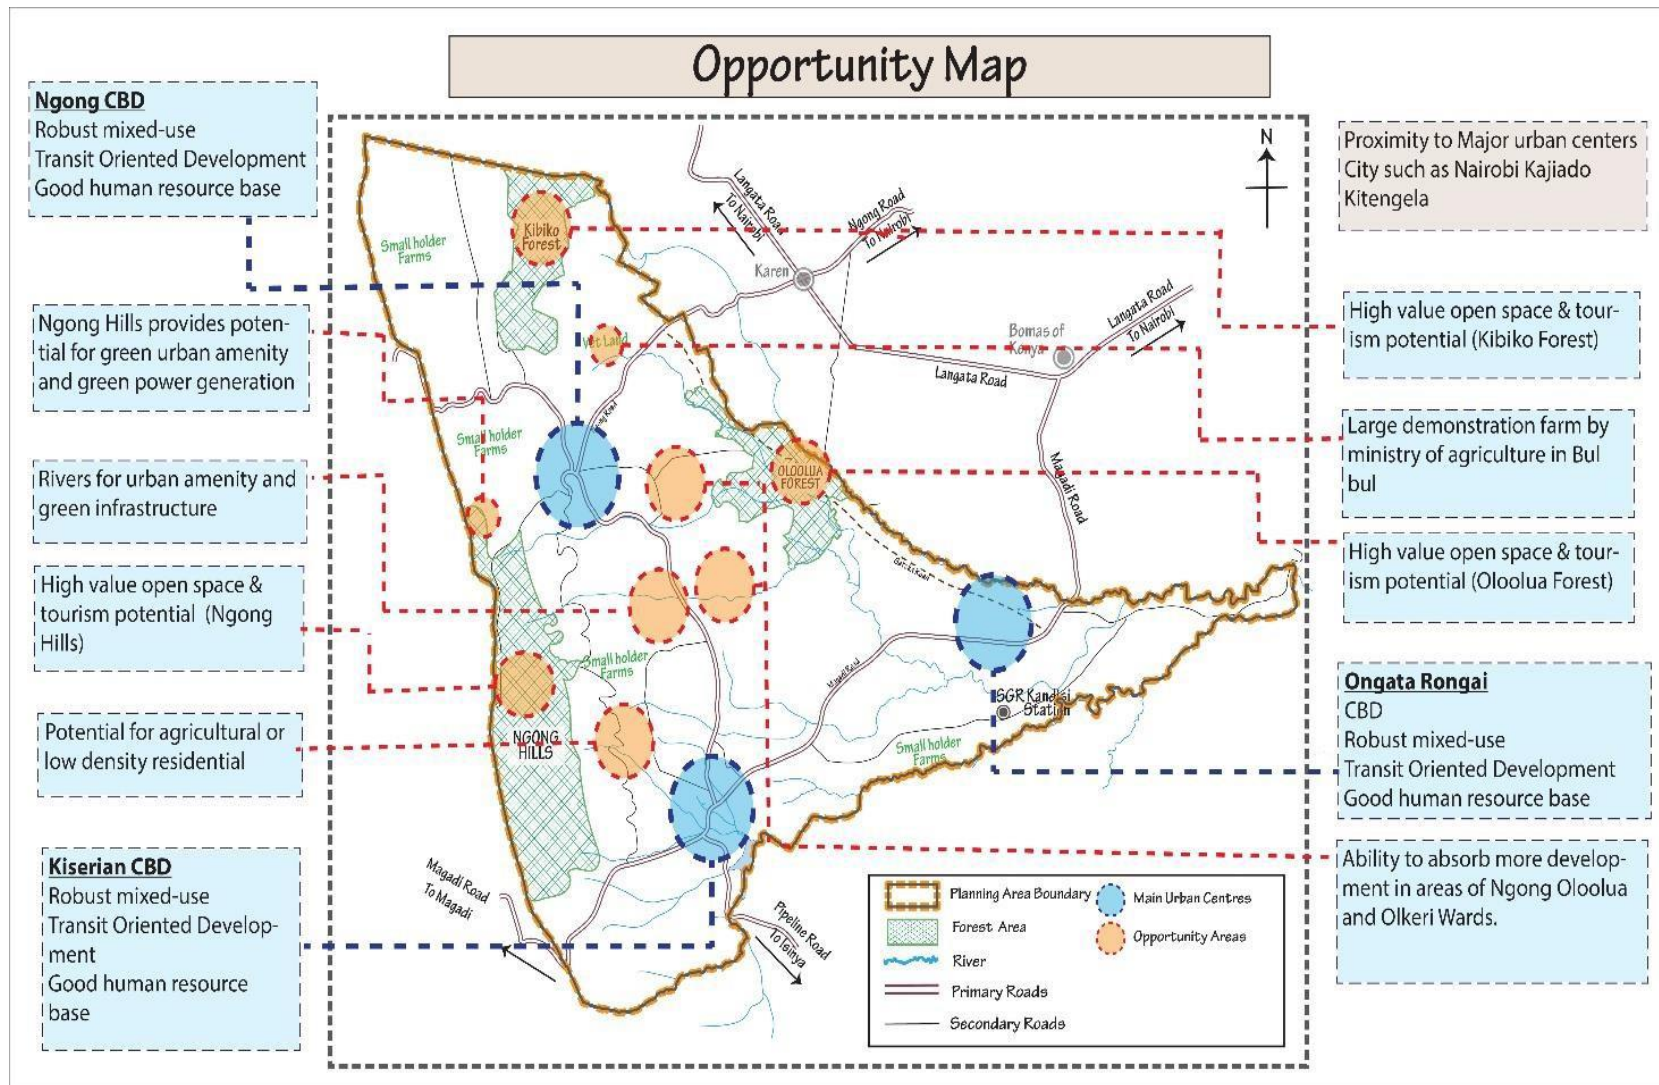 Opportunity Map
Ngong CBD
Robust mixed-use
Transit Oriented Development
Good human resource base
Ngong Hills provides poten-
tial for green urban amenity
and green power generation
Rivers for urban amenity and
green infrastructure
High value open space &
tourism potential (Ngong
Hills)
Potential for agricultural or
low density residential
Kiserian CBD
Robust mixed-use
Transit Oriented Develop-
ment
Good human resource
base
N
Langata Road
To Nairobi
Ngong Road
To Nairobi
Karen
Langata Road
To Nairobi
Bomas of
Kenya
Langata Road
Magadi Road
Kibiko
Forest
Small holder
Farms
Wet Land
Small holder
Farms
OLOOLUA
FOREST
Small holder
Farms
NGONG
HILLS
Magadi Road
SGR Kandisi
Station
Small holder
Farms
Magadi Road
To Magadi
Pipeline Road
To Isinya
Planning Area Boundary
Main Urban Centres
Forest Area
Opportunity Areas
River
Primary Roads
Secondary Roads
Proximity to Major urban centers
City such as Nairobi Kajiado
Kitengela
High value open space & tour-
ism potential (Kibiko Forest)
Large demonstration farm by
ministry of agriculture in Bul
bul
High value open space & tour-
ism potential (Oloolua Forest)
Ongata Rongai
CBD
Robust mixed-use
Transit Oriented Development
Good human resource base
Ability to absorb more develop-
ment in areas of Ngong Oloolua
and Olkeri Wards.